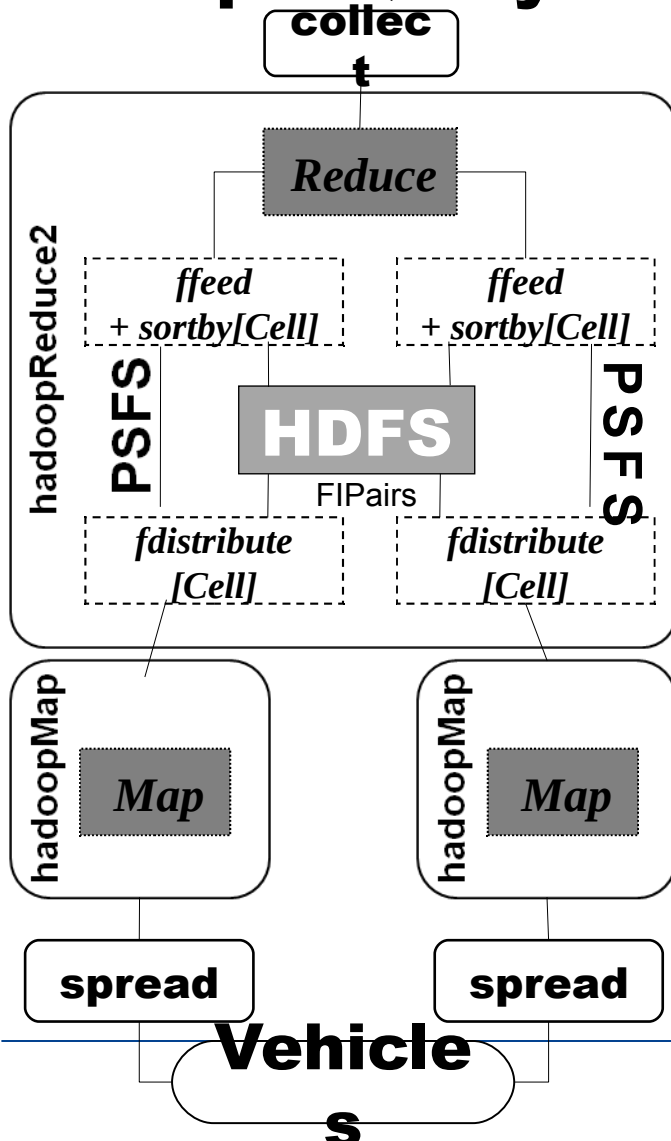 collec
t
Reduce
hadoopReduce2
ffeed
+ sortby[Cell]
ffeed
+ sortby[Cell]
PSFS
HDFS
PSFS
FIPairs
fdistribute
[Cell]
fdistribute
[Cell]
hadoopMap
Map
hadoopMap
Map
spread
spread
Vehicle
s